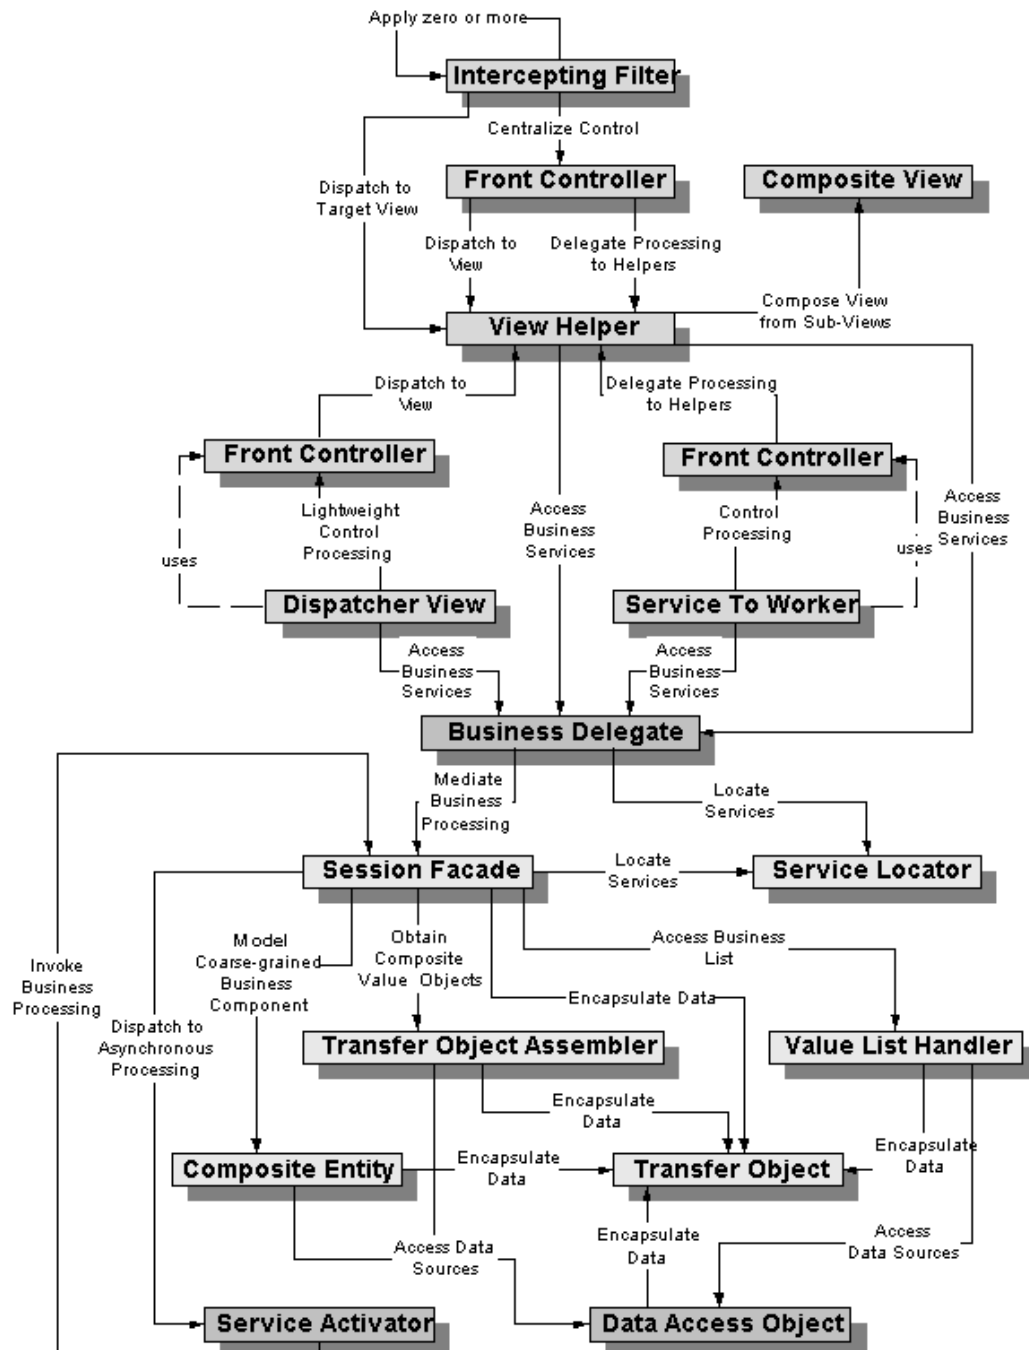 Apply zero or more
Intercepting Filter
Centralize Control
Dispatch to
Target View
Front Controller
Composite View
Dispatch to
View
Delegate Processing
to Helpers
Compose View
from Sub-Views
View Helper
Dispatch to
View
Delegate Processing
to Helpers
Front Controller
Front Controller
Lightweight
Control
Processing
Access
Business
Services
Control
Processing
Access
Business
Services
uses
uses
Dispatcher View
Service To Worker
Access
Business
Services
Access
Business
Services
Business Delegate
Mediate
Business
Processing
Locate
Services
Session Facade
Locate
Services
Service Locator
Invoke
Business
Processing
Model
Coarse-grained
Business
Component
Obtain
Composite
Value Objects
Access Business
List
Encapsulate Data
Dispatch to
Asynchronous
Processing
Transfer Object Assembler
Value List Handler
Encapsulate
Data
Composite Entity
Encapsulate
Data
Transfer Object
Encapsulate
Data
Access Data
Sources
Encapsulate
Data
Access
Data Sources
Service Activator
Data Access Object